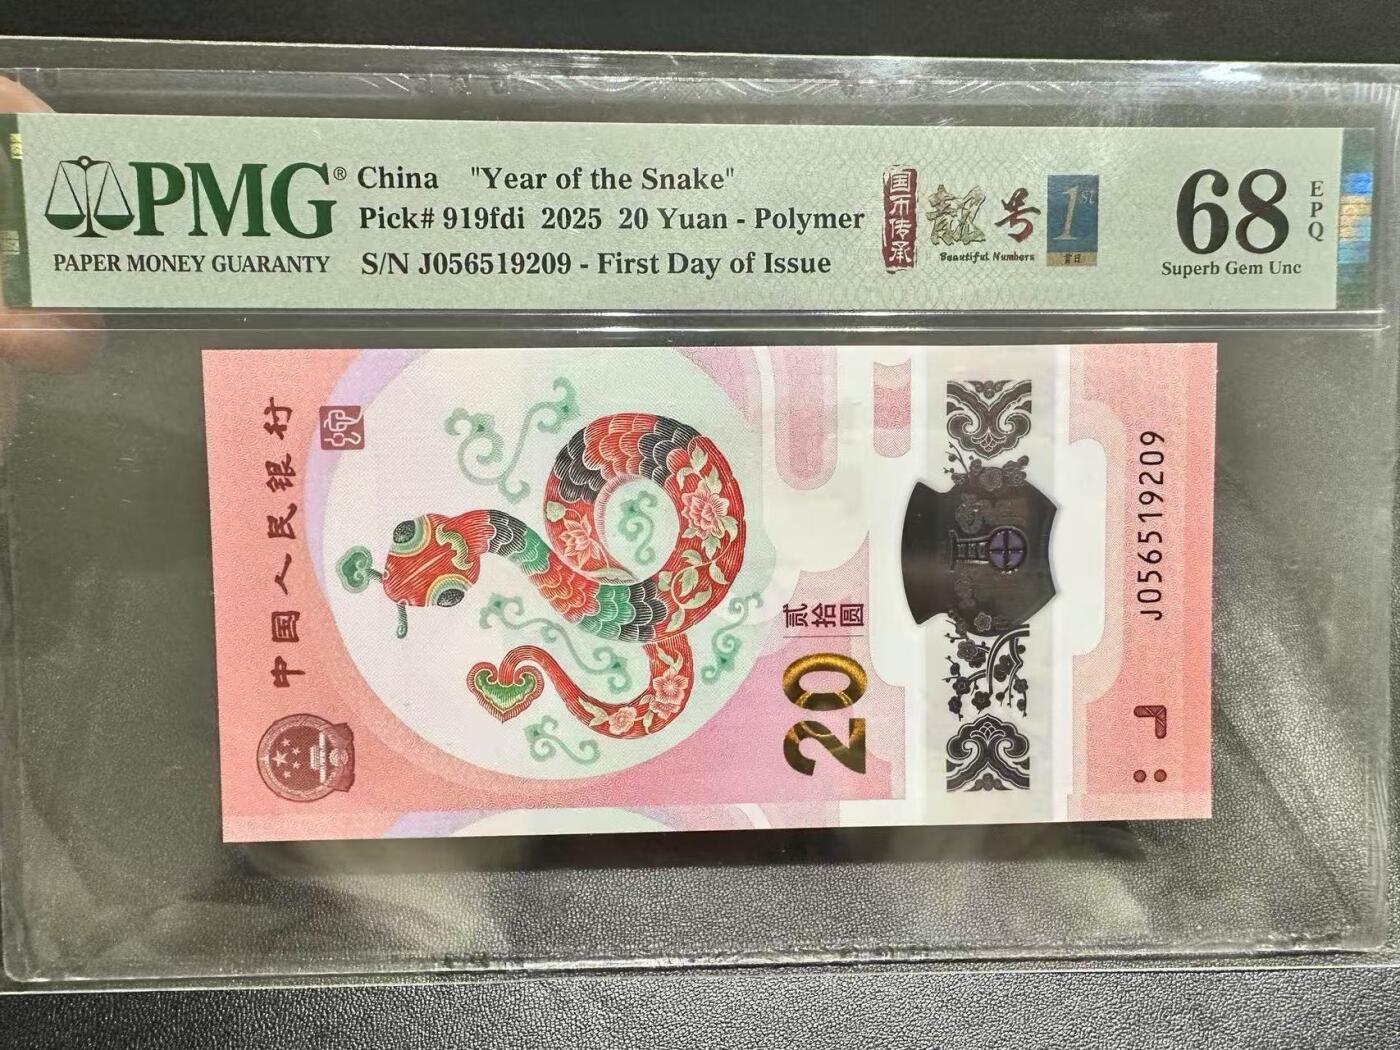 PMG® China "Year of the Snake"
Pick# 919fdi 2025 20 Yuan - Polymer
PAPER MONEY GUARANTY S/N J056519209 - First Day of Issue
国币传承
靓号
Beautiful Numbers
1st
首日
68
EPQ
Superb Gem Unc
中国人民银行
贰拾圆
20
J056519209